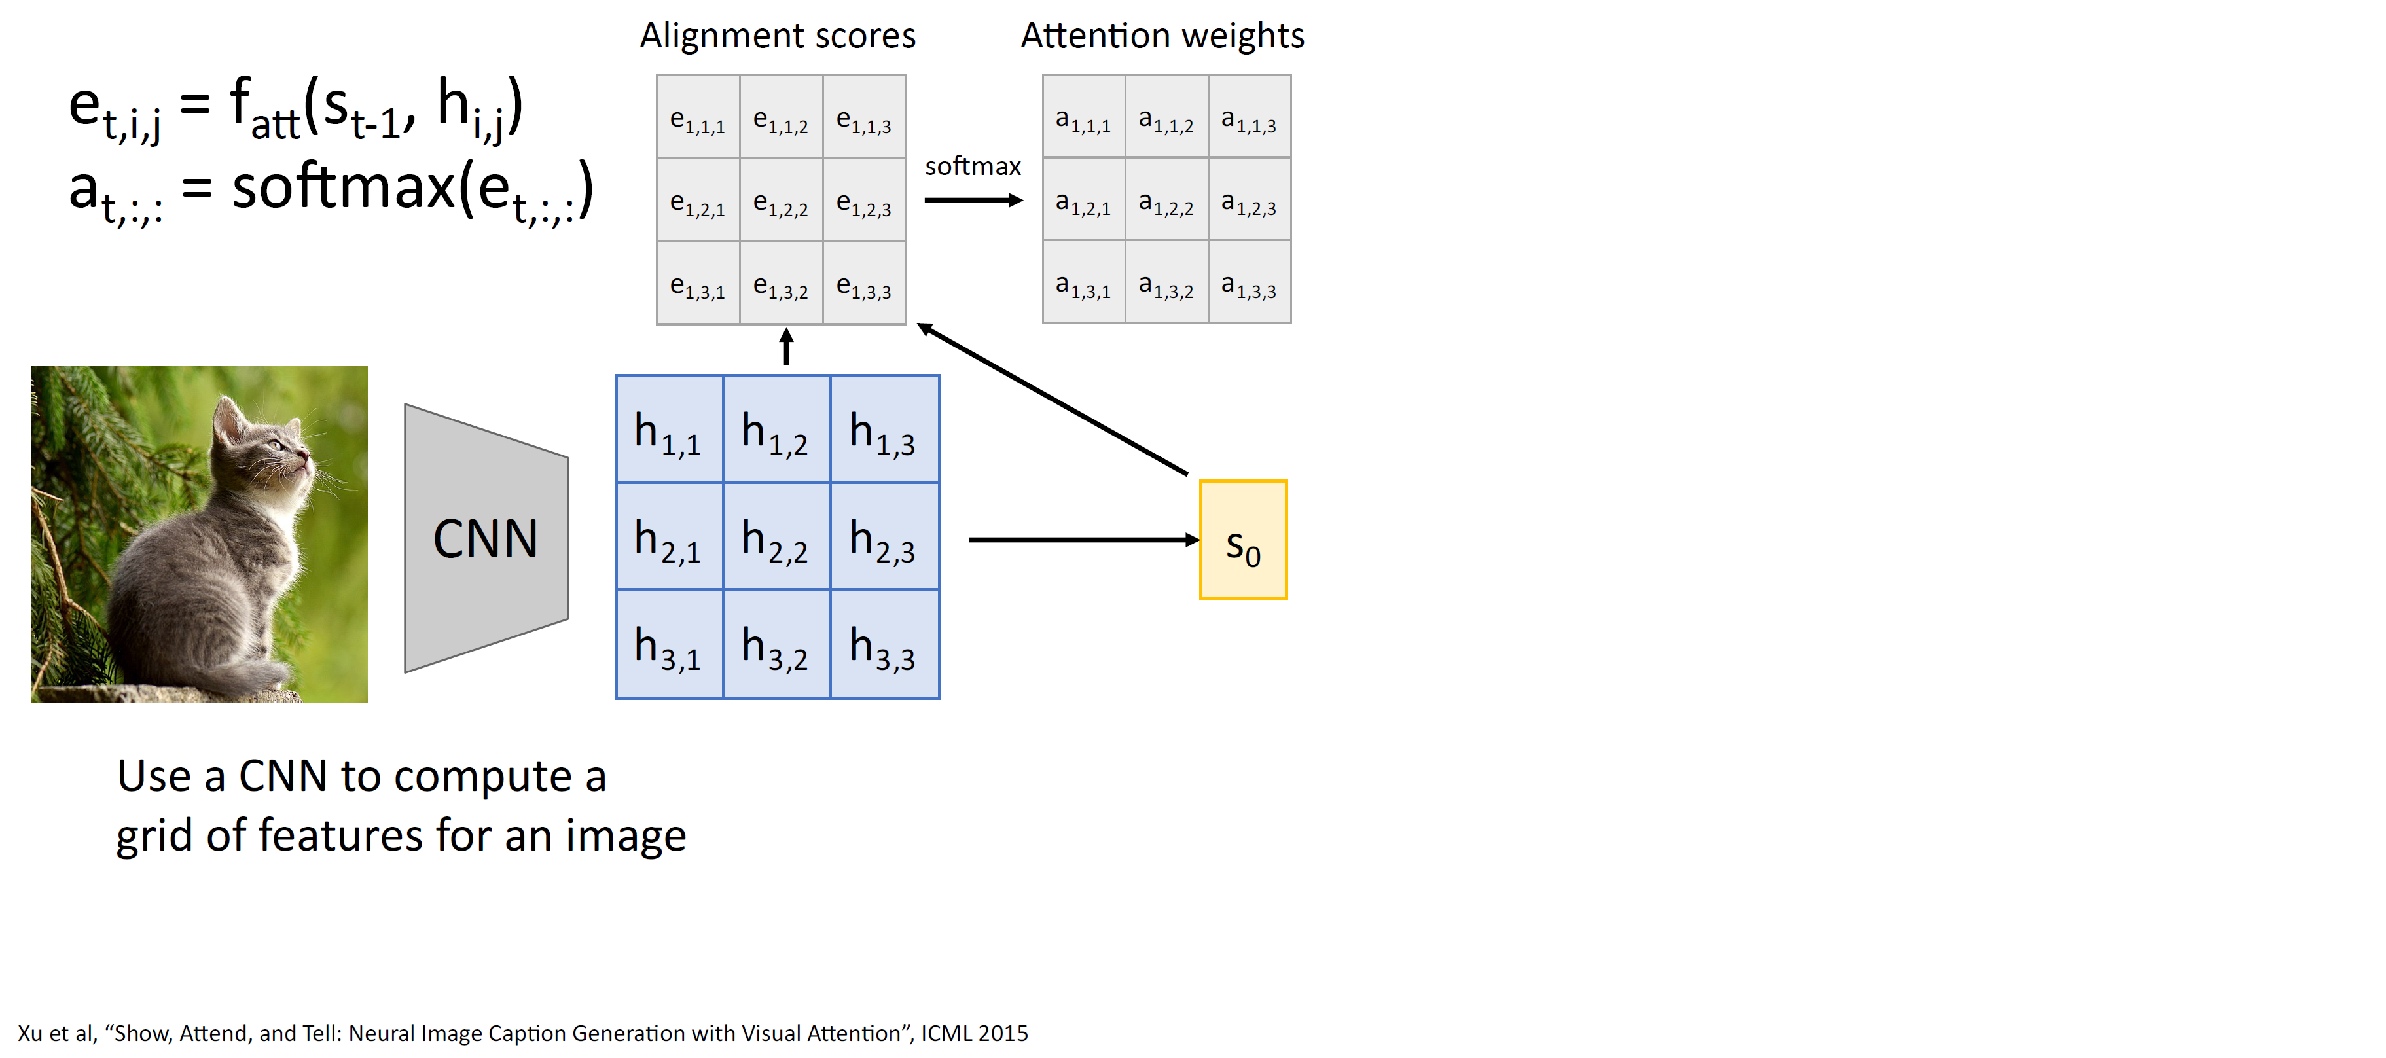 Alignment scores
Attention weights
e_{t,i,j} = f_{att}(s_{t-1}, h_{i,j})
a_{t,:,:} = softmax(e_{t,:,:})
e_{1,1,1} e_{1,1,2} e_{1,1,3}
e_{1,2,1} e_{1,2,2} e_{1,2,3}
e_{1,3,1} e_{1,3,2} e_{1,3,3}
softmax
a_{1,1,1} a_{1,1,2} a_{1,1,3}
a_{1,2,1} a_{1,2,2} a_{1,2,3}
a_{1,3,1} a_{1,3,2} a_{1,3,3}
CNN
h_{1,1} h_{1,2} h_{1,3}
h_{2,1} h_{2,2} h_{2,3}
h_{3,1} h_{3,2} h_{3,3}
s_0
Use a CNN to compute a
grid of features for an image
Xu et al, “Show, Attend, and Tell: Neural Image Caption Generation with Visual Attention”, ICML 2015